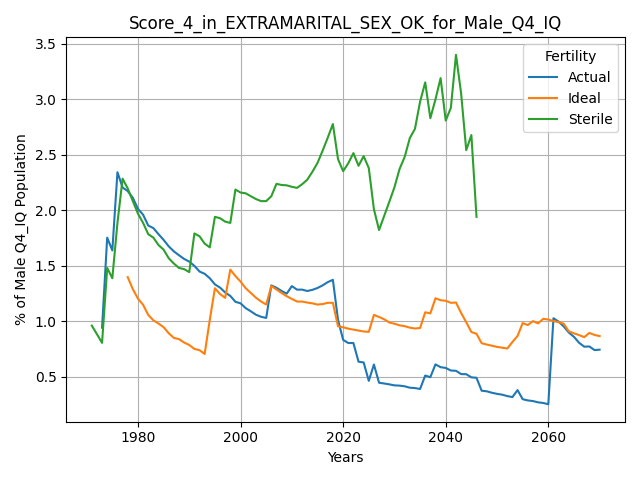 Score_4_in_EXTRAMARITAL_SEX_OK_for_Male_Q4_IQ
Fertility
Actual
Ideal
Sterile
% of Male Q4_IQ Population
3.5
3.0
2.5
2.0
1.5
1.0
0.5
1980 2000 2020 2040 2060
Years